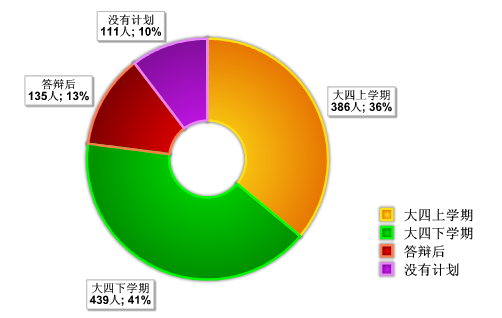 没有计划
111人; 10%
答辩后
135人; 13%
大四上学期
386人; 36%
大四下学期
439人; 41%
大四上学期
大四下学期
答辩后
没有计划